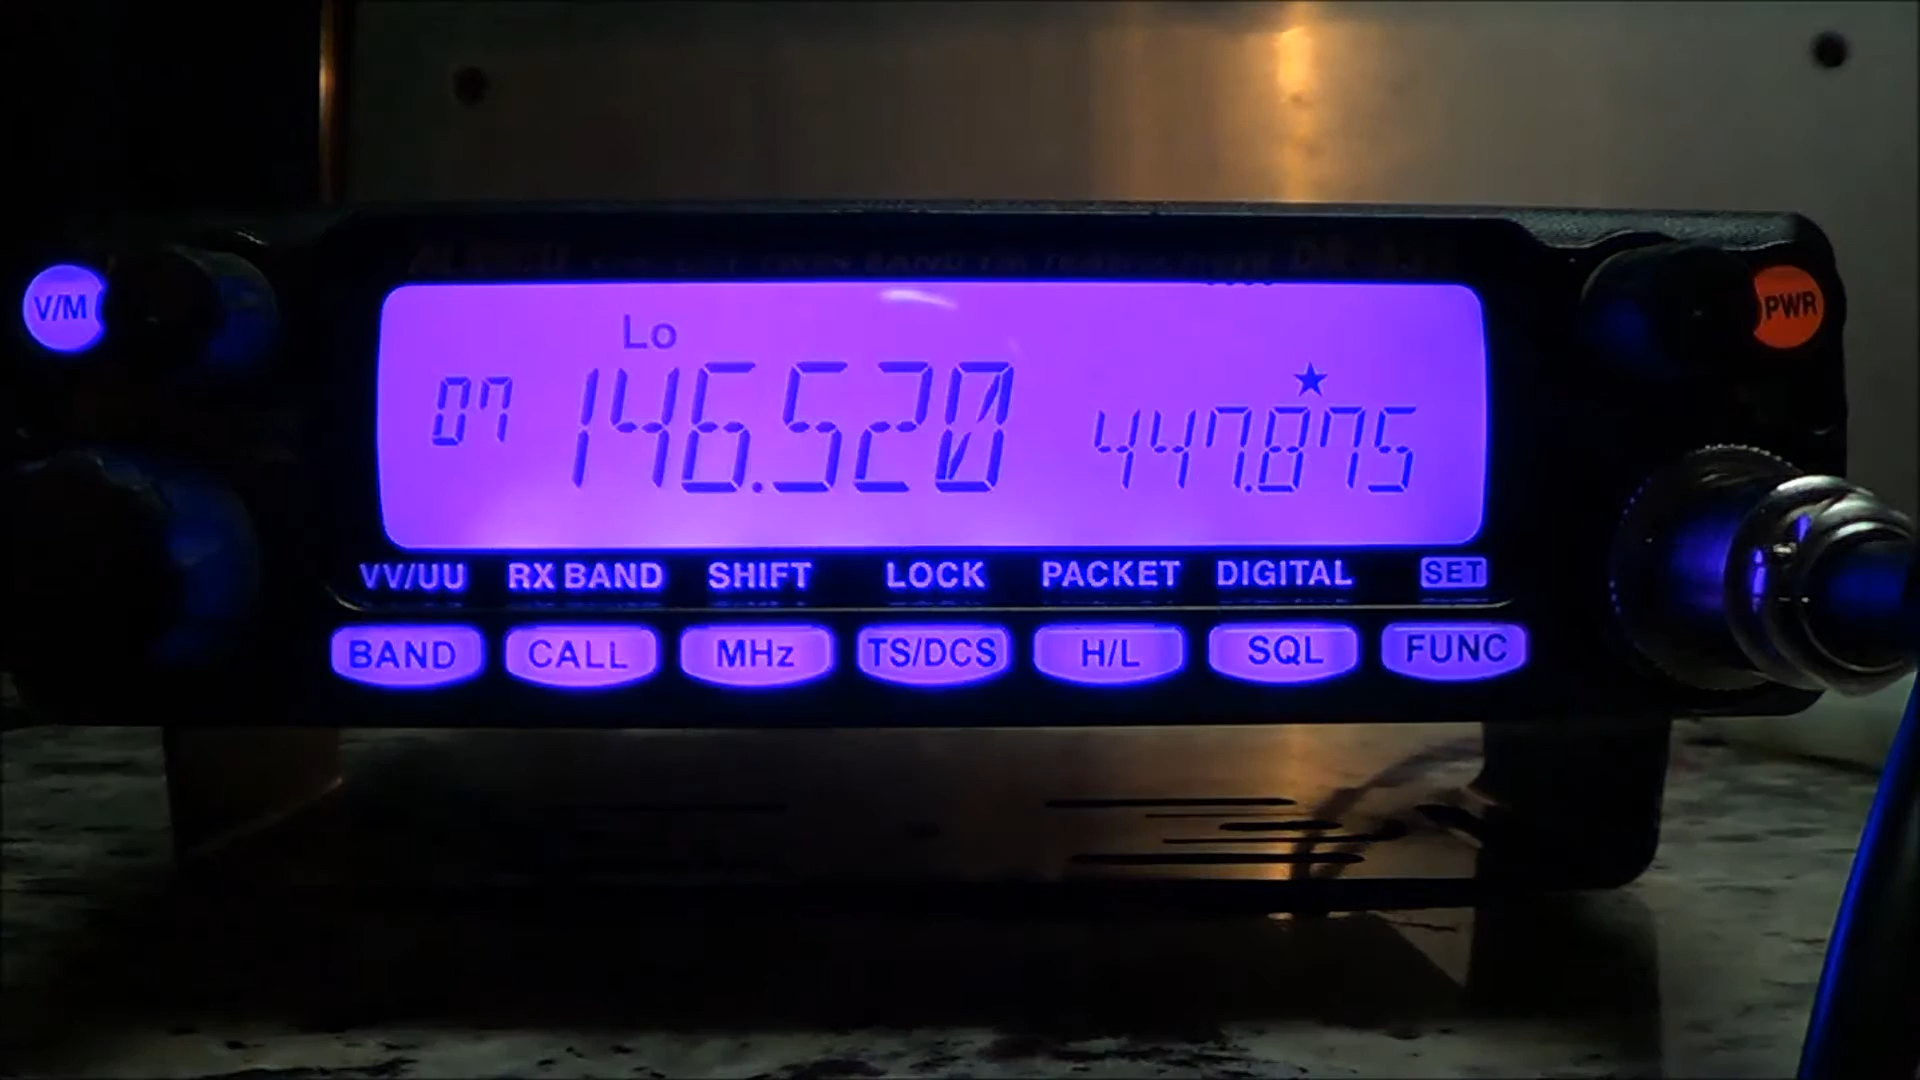 V/M
PWR
Lo
07 146.520 447.875
VV/UU RX BAND SHIFT LOCK PACKET DIGITAL SET
BAND CALL MHz TS/DCS H/L SQL FUNC